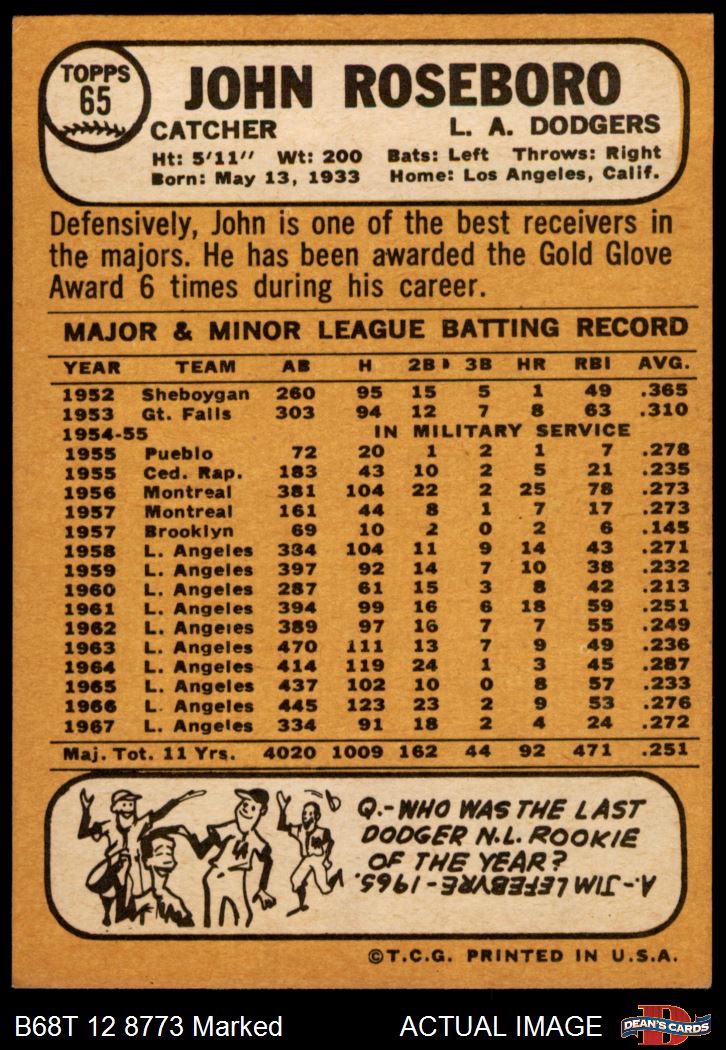 TOPPS
65
JOHN ROSEBORO
CATCHER L. A. DODGERS
Ht: 5'11" Wt: 200 Bats: Left Throws: Right
Born: May 13, 1933 Home: Los Angeles, Calif.
Defensively, John is one of the best receivers in
the majors. He has been awarded the Gold Glove
Award 6 times during his career.
MAJOR & MINOR LEAGUE BATTING RECORD
YEAR TEAM AB H 2B 3B HR RBI AVG.
1952 Sheboygan 260 95 15 5 1 49 .365
1953 Gt. Falls 303 94 12 7 8 63 .310
1954-55 IN MILITARY SERVICE
1955 Pueblo 72 20 1 2 1 7 .278
1955 Ced. Rap. 183 43 10 2 5 21 .235
1956 Montreal 381 104 22 2 25 78 .273
1957 Montreal 161 44 8 1 7 17 .273
1957 Brooklyn 69 10 2 0 2 6 .145
1958 L. Angeles 334 104 11 9 14 43 .271
1959 L. Angeles 397 92 14 7 10 38 .232
1960 L. Angeles 287 61 15 3 8 42 .213
1961 L. Angeles 394 99 16 6 18 59 .251
1962 L. Angeles 389 97 16 7 7 55 .249
1963 L. Angeles 470 111 13 7 9 49 .236
1964 L. Angeles 414 119 24 1 3 45 .287
1965 L. Angeles 437 102 10 0 8 57 .233
1966 L. Angeles 445 123 23 2 9 53 .276
1967 L. Angeles 334 91 18 2 4 24 .272
Maj. Tot. 11 Yrs. 4020 1009 162 44 92 471 .251
Q.-WHO WAS THE LAST
DODGER N.L. ROOKIE
OF THE YEAR?
A.-JIM LEFEBVRE-1965.
©T.C.G. PRINTED IN U.S.A.
B68T 12 8773 Marked ACTUAL IMAGE
D
DEAN'S CARDS